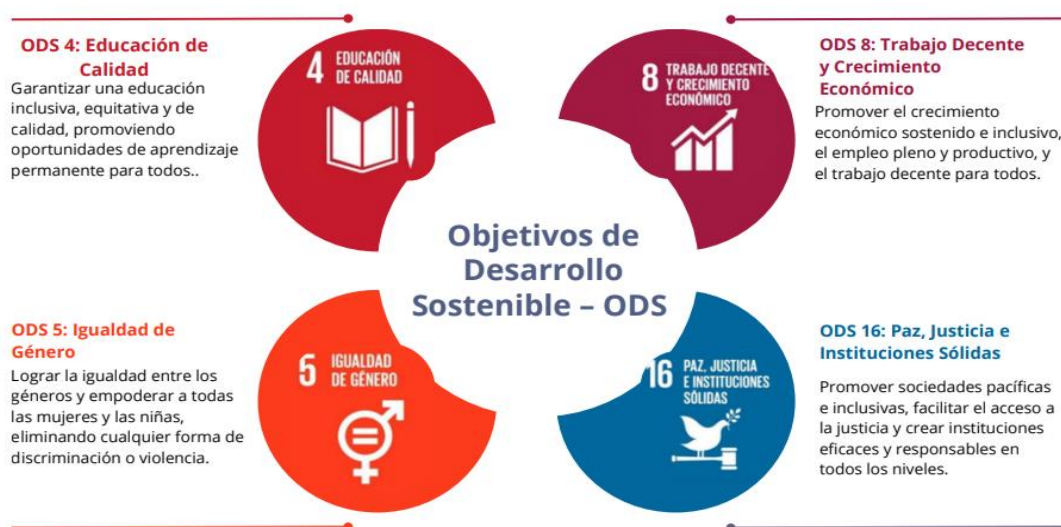 ODS 4: Educación de
Calidad
Garantizar una educación
inclusiva, equitativa y de
calidad, promoviendo
oportunidades de aprendizaje
permanente para todos..
4 EDUCACIÓN
DE CALIDAD
8 TRABAJO DECENTE
Y CRECIMIENTO
ECONÓMICO
ODS 8: Trabajo Decente
y Crecimiento
Económico
Promover el crecimiento
económico sostenido e inclusivo,
el empleo pleno y productivo, y
el trabajo decente para todos.
Objetivos de
Desarrollo
Sostenible – ODS
ODS 5: Igualdad de
Género
Lograr la igualdad entre los
géneros y empoderar a todas
las mujeres y las niñas,
eliminando cualquier forma de
discriminación o violencia.
5 IGUALDAD
DE GÉNERO
16 PAZ, JUSTICIA
E INSTITUCIONES
SÓLIDAS
ODS 16: Paz, Justicia e
Instituciones Sólidas
Promover sociedades pacíficas
e inclusivas, facilitar el acceso a
la justicia y crear instituciones
eficaces y responsables en
todos los niveles.